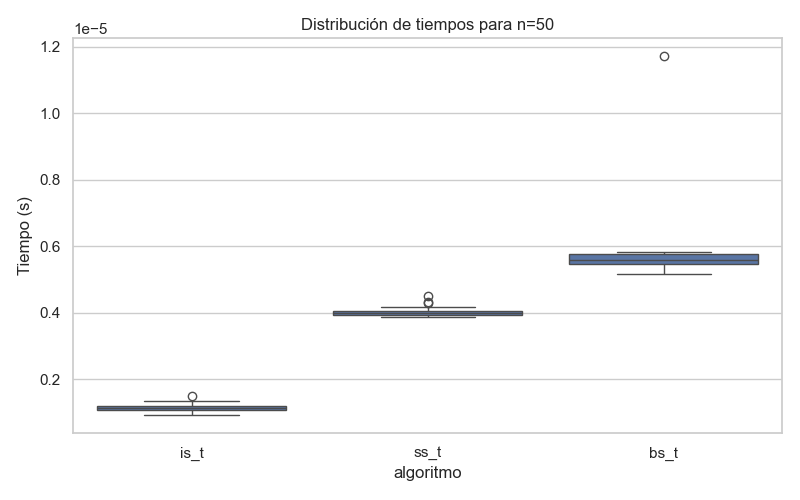 Distribución de tiempos para n=50
1e−5
1.2
1.0
0.8
0.6
0.4
0.2
Tiempo (s)
is_t ss_t bs_t
algoritmo